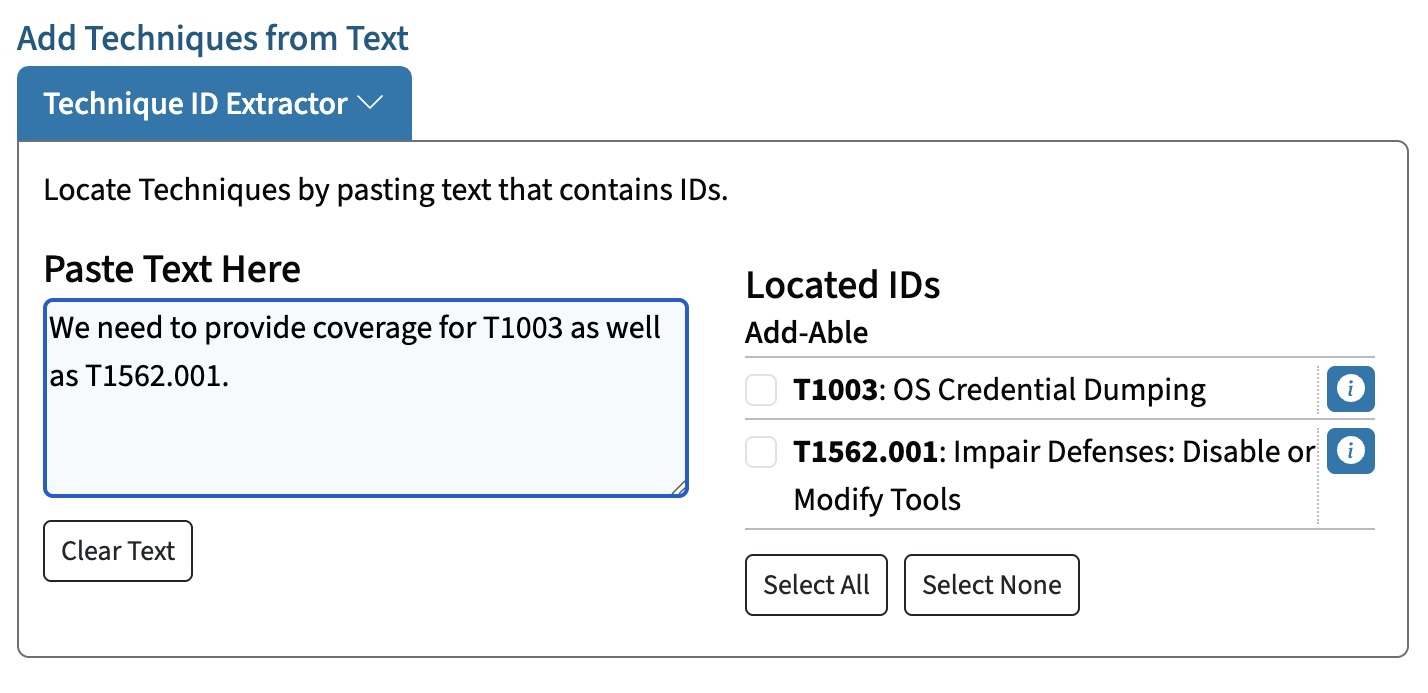 Add Techniques from Text
Technique ID Extractor
Locate Techniques by pasting text that contains IDs.
Paste Text Here
We need to provide coverage for T1003 as well
as T1562.001.
Clear Text
Located IDs
Add-Able
T1003: OS Credential Dumping
i
T1562.001: Impair Defenses: Disable or
Modify Tools
i
Select All
Select None